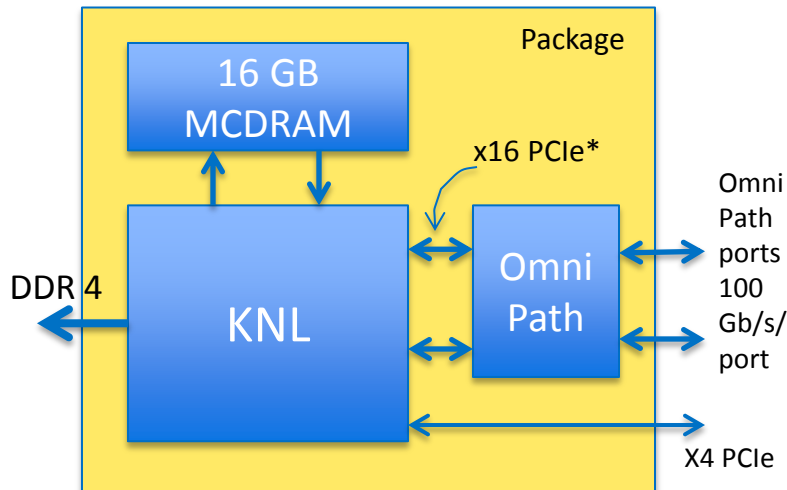 Package
16 GB
MCDRAM
x16 PCIe*
Omni
Path
ports
100
Gb/s/
port
DDR 4
KNL
Omni
Path
X4 PCIe